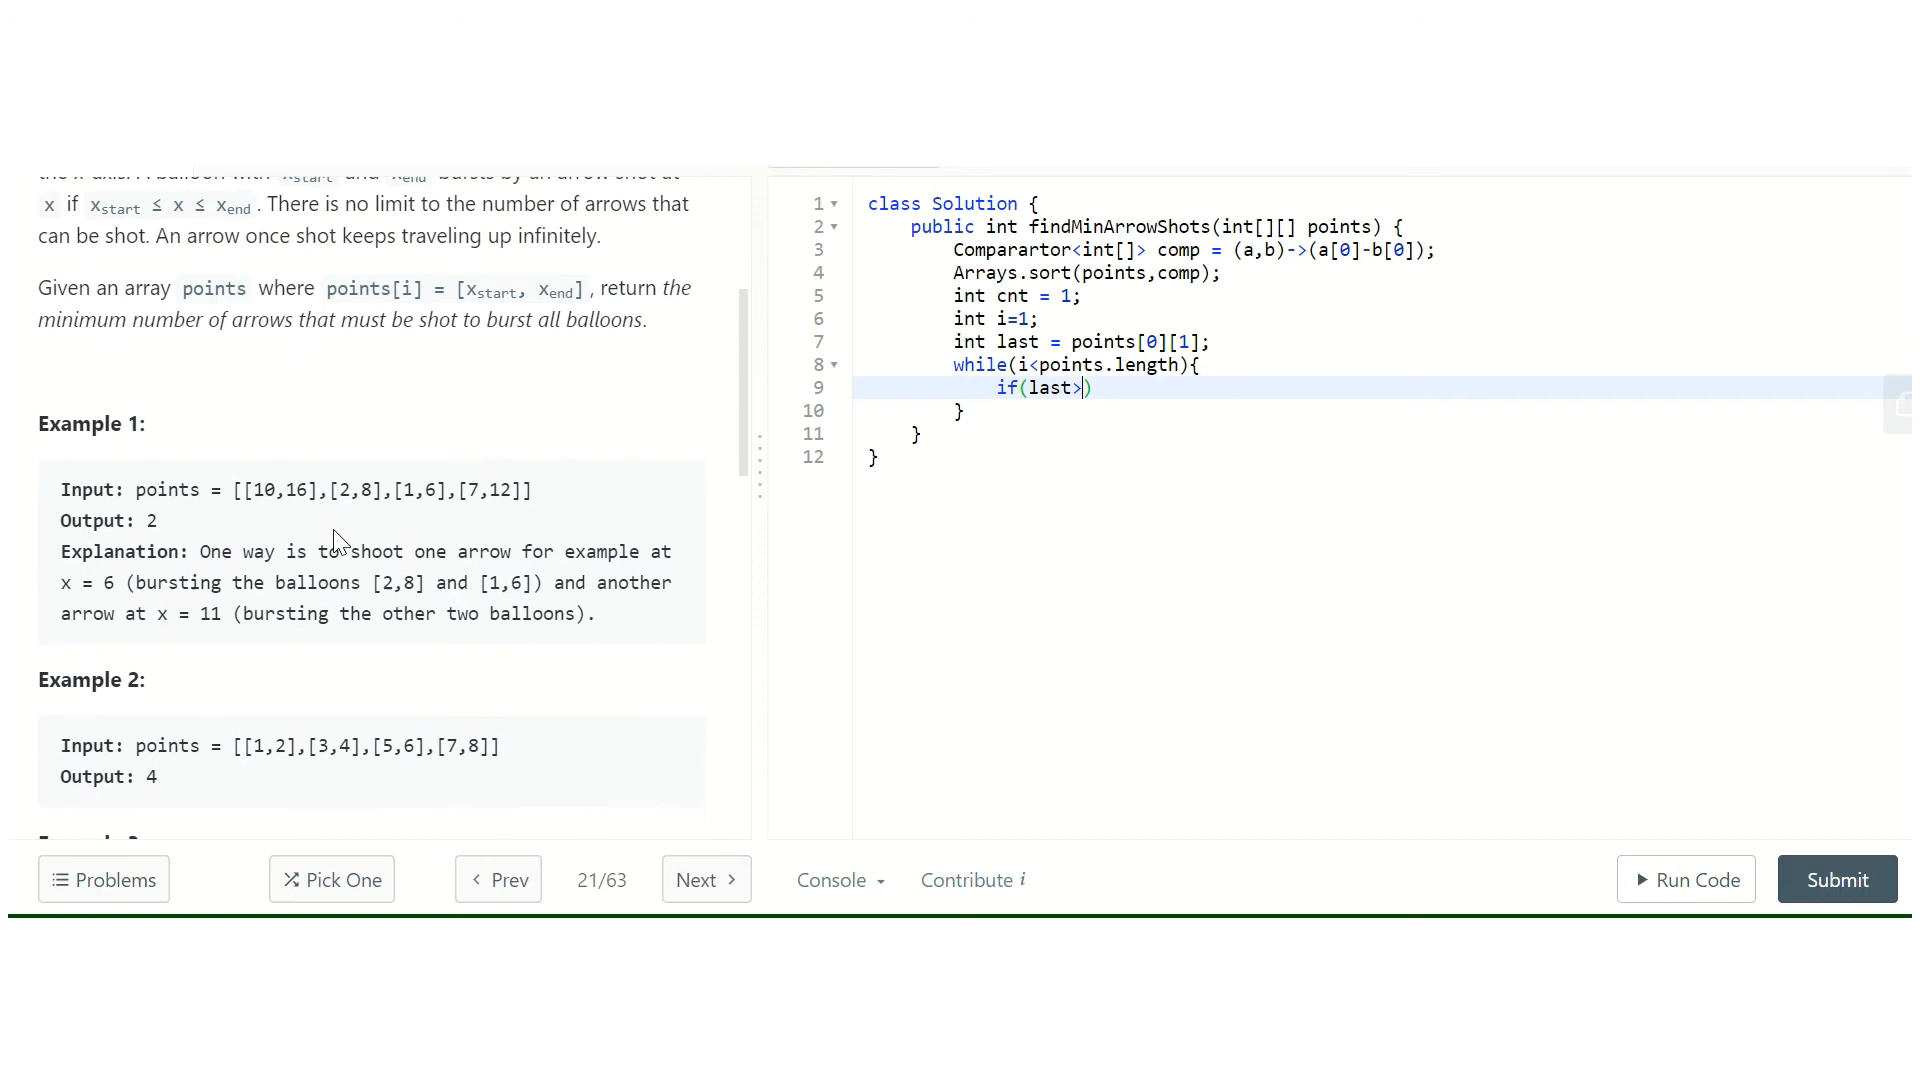 x if xstart ≤ x ≤ xend. There is no limit to the number of arrows that
can be shot. An arrow once shot keeps traveling up infinitely.
Given an array points where points[i] = [xstart, xend], return the
minimum number of arrows that must be shot to burst all balloons.
Example 1:
Input: points = [[10,16],[2,8],[1,6],[7,12]]
Output: 2
Explanation: One way is to shoot one arrow for example at
x = 6 (bursting the balloons [2,8] and [1,6]) and another
arrow at x = 11 (bursting the other two balloons).
Example 2:
Input: points = [[1,2],[3,4],[5,6],[7,8]]
Output: 4
1 class Solution {
2 public int findMinArrowShots(int[][] points) {
3 Comparartor<int[]> comp = (a,b)->(a[0]-b[0]);
4 Arrays.sort(points,comp);
5 int cnt = 1;
6 int i=1;
7 int last = points[0][1];
8 while(i<points.length){
9 if(last>)
10 }
11 }
12 }
Problems
Pick One
Prev
21/63
Next
Console
Contribute i
Run Code
Submit